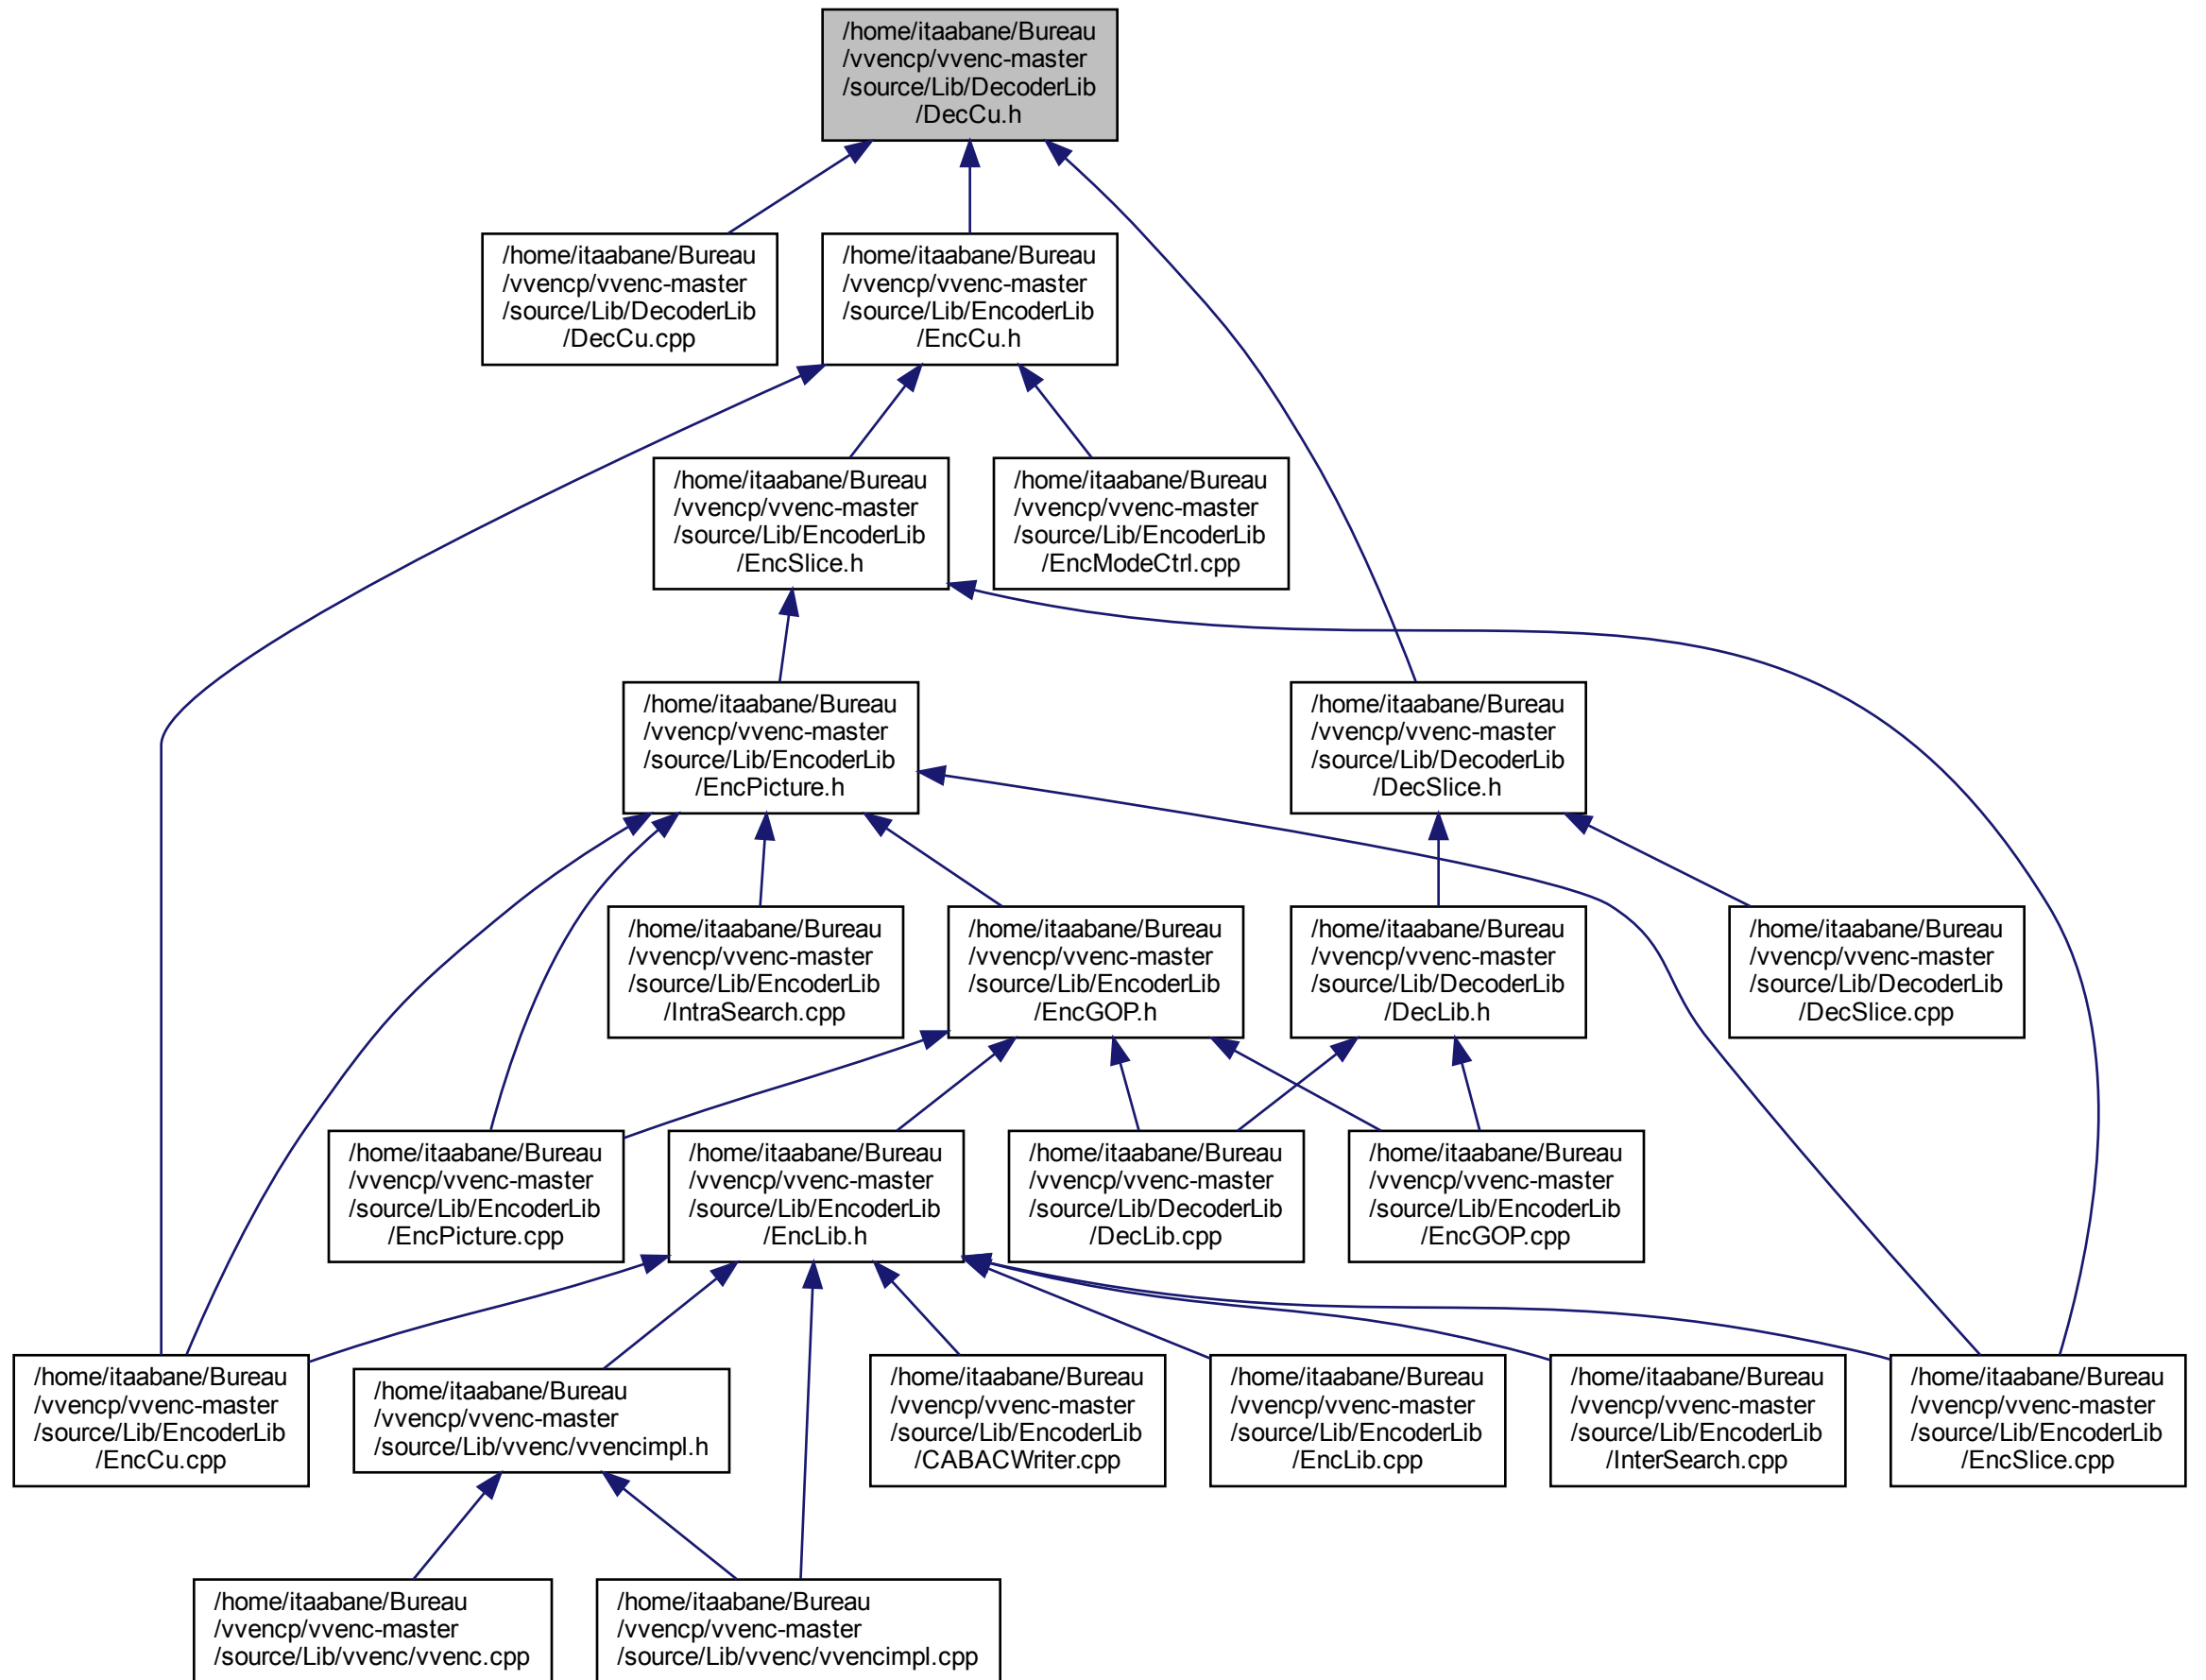 /home/itaabane/Bureau
/vvencp/vvenc-master
/source/Lib/DecoderLib
/DecCu.h
/home/itaabane/Bureau
/vvencp/vvenc-master
/source/Lib/DecoderLib
/DecCu.cpp
/home/itaabane/Bureau
/vvencp/vvenc-master
/source/Lib/EncoderLib
/EncCu.h
/home/itaabane/Bureau
/vvencp/vvenc-master
/source/Lib/EncoderLib
/EncSlice.h
/home/itaabane/Bureau
/vvencp/vvenc-master
/source/Lib/EncoderLib
/EncModeCtrl.cpp
/home/itaabane/Bureau
/vvencp/vvenc-master
/source/Lib/EncoderLib
/EncPicture.h
/home/itaabane/Bureau
/vvencp/vvenc-master
/source/Lib/DecoderLib
/DecSlice.h
/home/itaabane/Bureau
/vvencp/vvenc-master
/source/Lib/EncoderLib
/IntraSearch.cpp
/home/itaabane/Bureau
/vvencp/vvenc-master
/source/Lib/EncoderLib
/EncGOP.h
/home/itaabane/Bureau
/vvencp/vvenc-master
/source/Lib/DecoderLib
/DecLib.h
/home/itaabane/Bureau
/vvencp/vvenc-master
/source/Lib/DecoderLib
/DecSlice.cpp
/home/itaabane/Bureau
/vvencp/vvenc-master
/source/Lib/EncoderLib
/EncPicture.cpp
/home/itaabane/Bureau
/vvencp/vvenc-master
/source/Lib/EncoderLib
/EncLib.h
/home/itaabane/Bureau
/vvencp/vvenc-master
/source/Lib/DecoderLib
/DecLib.cpp
/home/itaabane/Bureau
/vvencp/vvenc-master
/source/Lib/EncoderLib
/EncGOP.cpp
/home/itaabane/Bureau
/vvencp/vvenc-master
/source/Lib/EncoderLib
/EncCu.cpp
/home/itaabane/Bureau
/vvencp/vvenc-master
/source/Lib/vvenc/vvencimpl.h
/home/itaabane/Bureau
/vvencp/vvenc-master
/source/Lib/EncoderLib
/CABACWriter.cpp
/home/itaabane/Bureau
/vvencp/vvenc-master
/source/Lib/EncoderLib
/EncLib.cpp
/home/itaabane/Bureau
/vvencp/vvenc-master
/source/Lib/EncoderLib
/InterSearch.cpp
/home/itaabane/Bureau
/vvencp/vvenc-master
/source/Lib/EncoderLib
/EncSlice.cpp
/home/itaabane/Bureau
/vvencp/vvenc-master
/source/Lib/vvenc/vvenc.cpp
/home/itaabane/Bureau
/vvencp/vvenc-master
/source/Lib/vvenc/vvencimpl.cpp